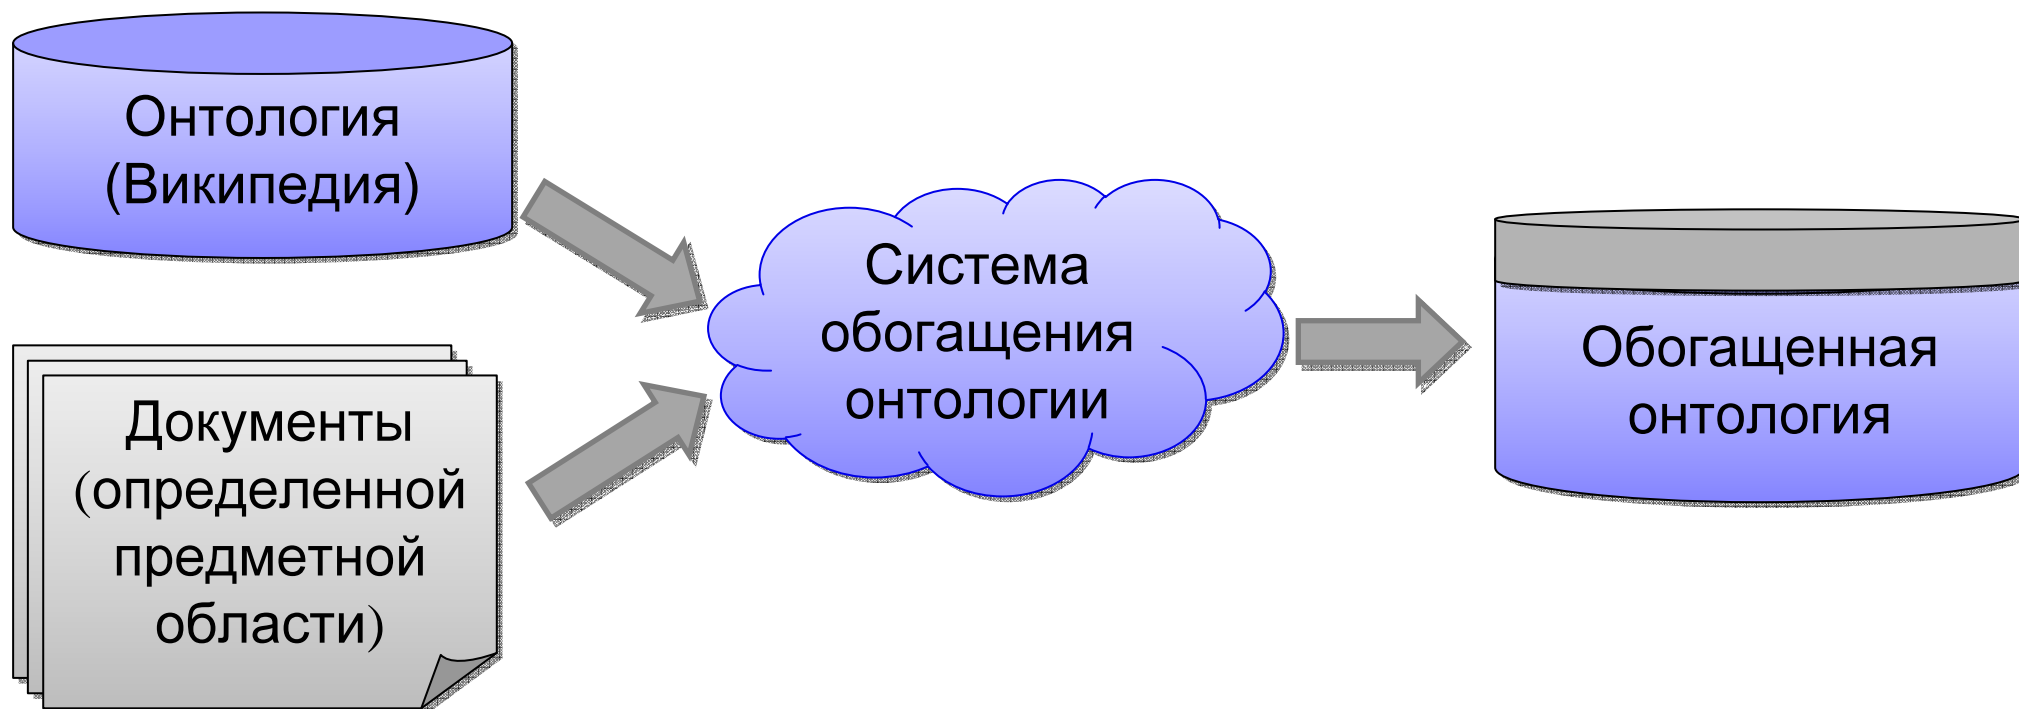 Онтология
(Википедия)
Документы
(определенной
предметной
области)
Система
обогащения
онтологии
Обогащенная
онтология